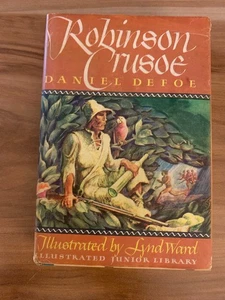 Robinson
Crusoe
DANIEL DEFOE
Illustrated by Lynd Ward
ILLUSTRATED JUNIOR LIBRARY